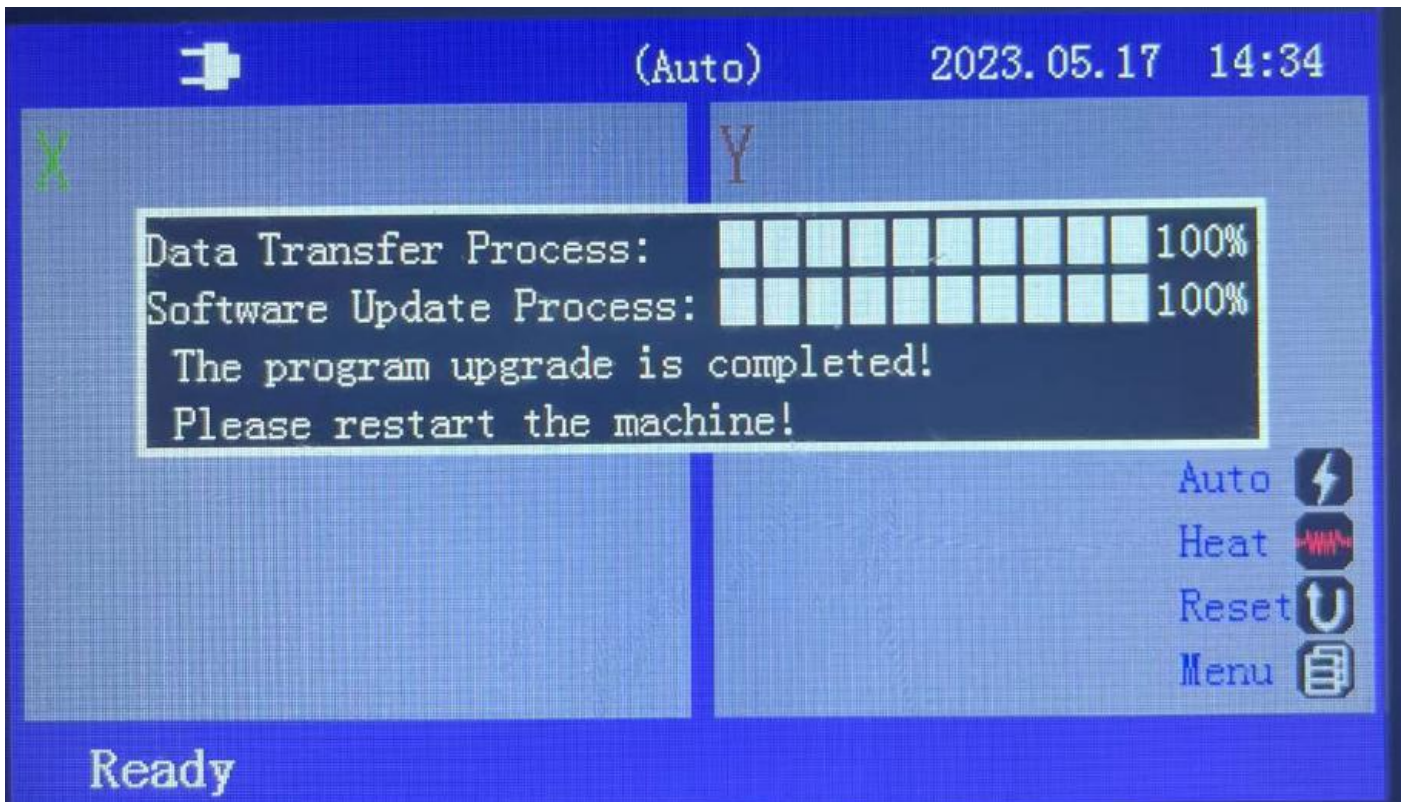 (Auto) 2023.05.17 14:34
X Y
Data Transfer Process: 100%
Software Update Process: 100%
The program upgrade is completed!
Please restart the machine!
Auto
Heat
Reset
Menu
Ready